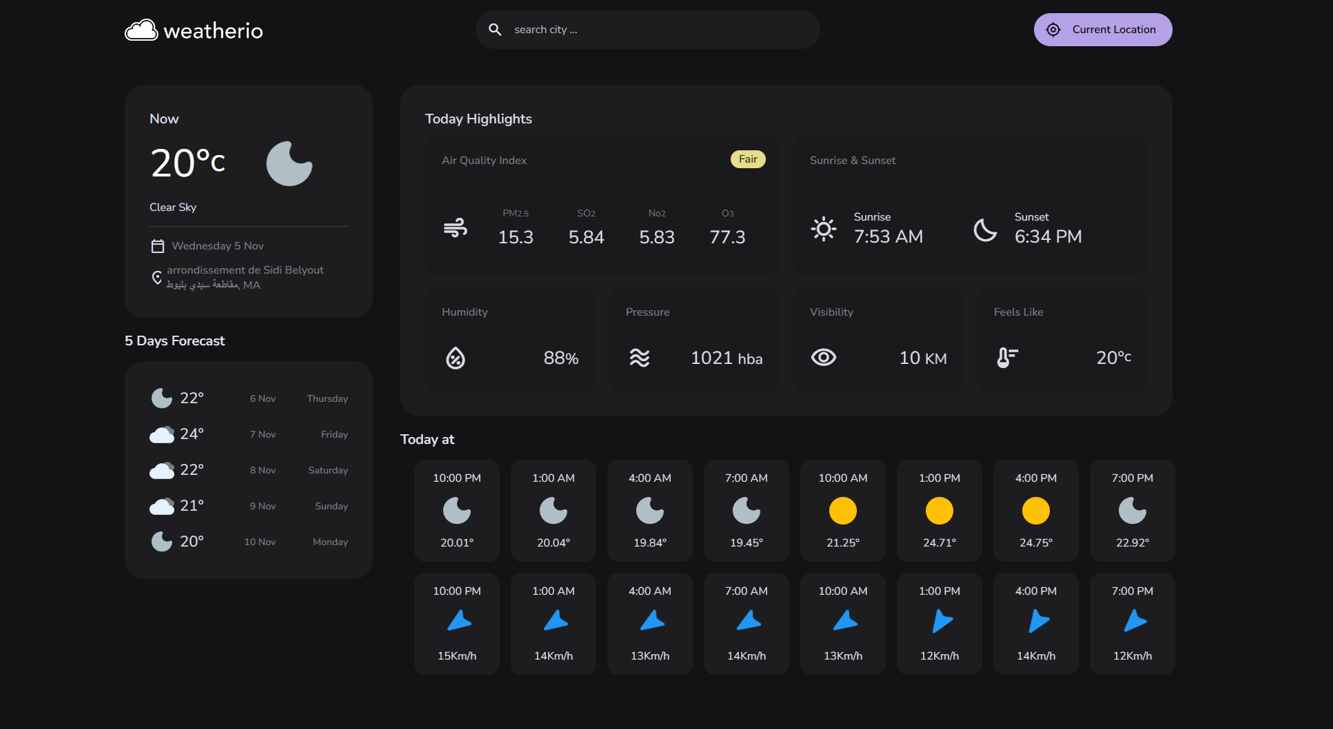 weatherio
search city ...
Current Location
Now
20°C
Clear Sky
Wednesday 5 Nov
arrondissement de Sidi Belyout
مقاطعة سيدي بليوط, MA
5 Days Forecast
22° 6 Nov Thursday
24° 7 Nov Friday
22° 8 Nov Saturday
21° 9 Nov Sunday
20° 10 Nov Monday
Today Highlights
Air Quality Index Fair
PM2.5 SO2 No2 O3
15.3 5.84 5.83 77.3
Sunrise & Sunset
Sunrise Sunset
7:53 AM 6:34 PM
Humidity
88%
Pressure
1021 hba
Visibility
10 KM
Feels Like
20°C
Today at
10:00 PM 1:00 AM 4:00 AM 7:00 AM 10:00 AM 1:00 PM 4:00 PM 7:00 PM
20.01° 20.04° 19.84° 19.45° 21.25° 24.71° 24.75° 22.92°
10:00 PM 1:00 AM 4:00 AM 7:00 AM 10:00 AM 1:00 PM 4:00 PM 7:00 PM
15Km/h 14Km/h 13Km/h 14Km/h 13Km/h 12Km/h 14Km/h 12Km/h